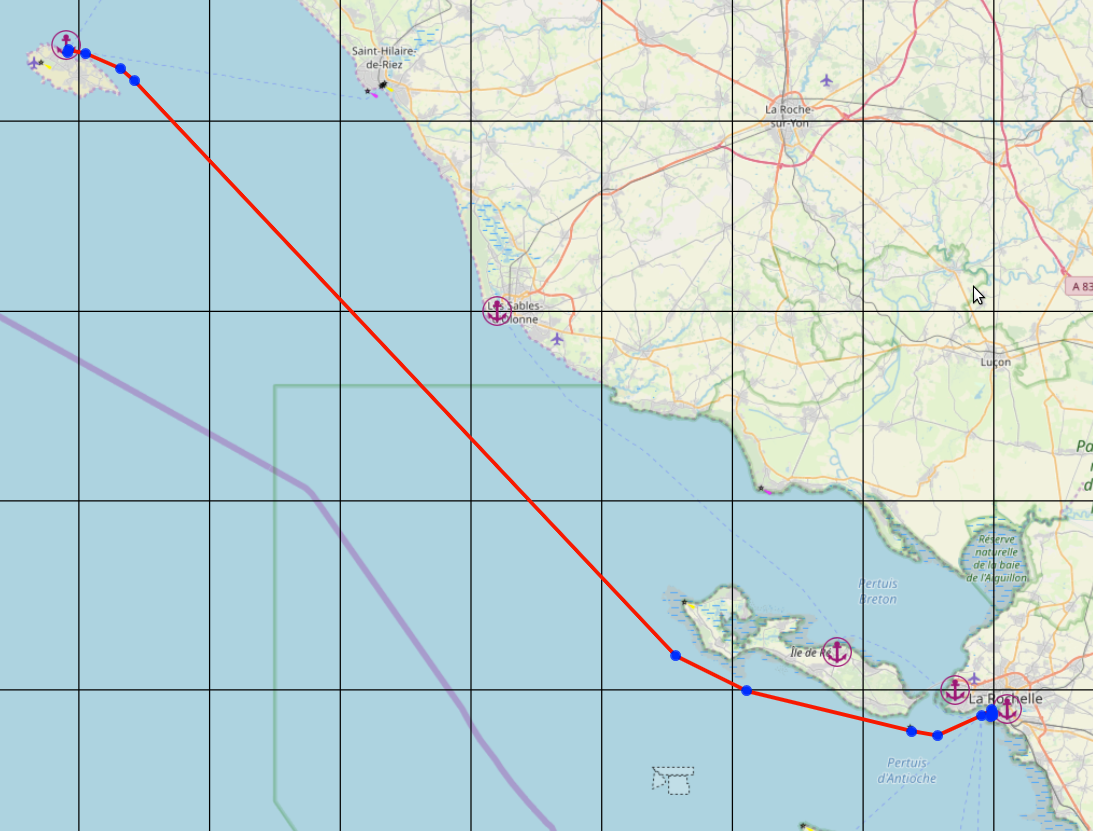 Saint-Hilaire-
de-Riez
La Roche-
sur-Yon
A 83
Les Sables-
d'Olonne
Luçon
Pa
d
Réserve
naturelle
de la baie
de l'Aiguillon
Pertuis
Breton
Ile de Ré
La Rochelle
Pertuis
d'Antioche